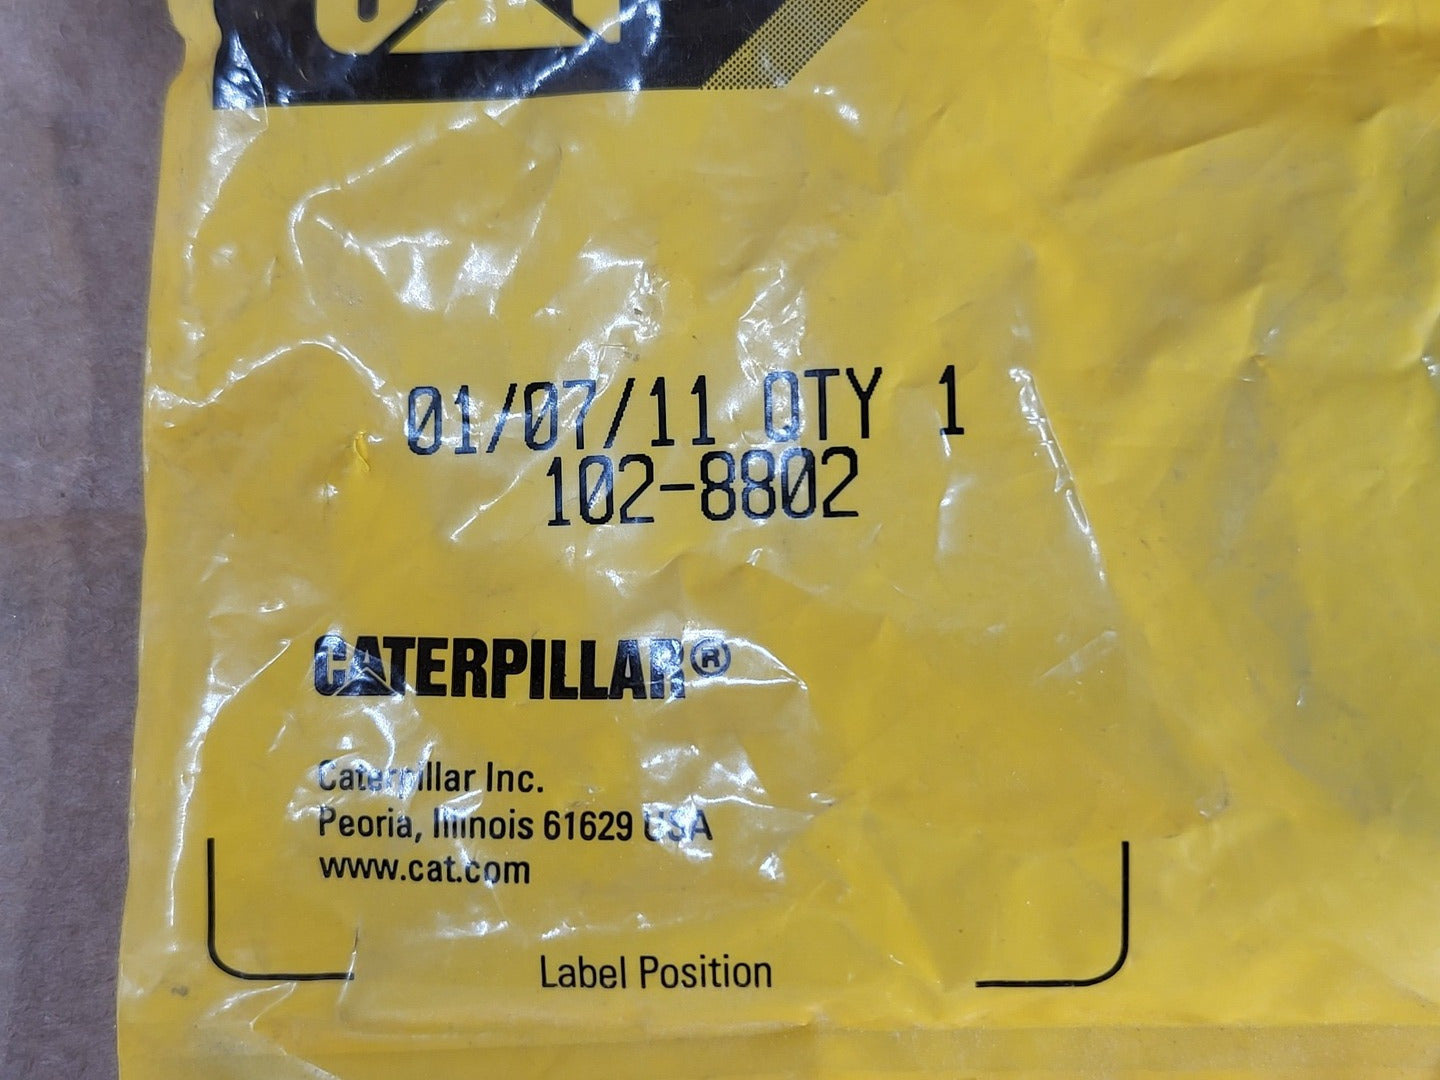 CAT
01/07/11 QTY 1
102-8802
CATERPILLAR®
Caterpillar Inc.
Peoria, Illinois 61629 USA
www.cat.com
Label Position